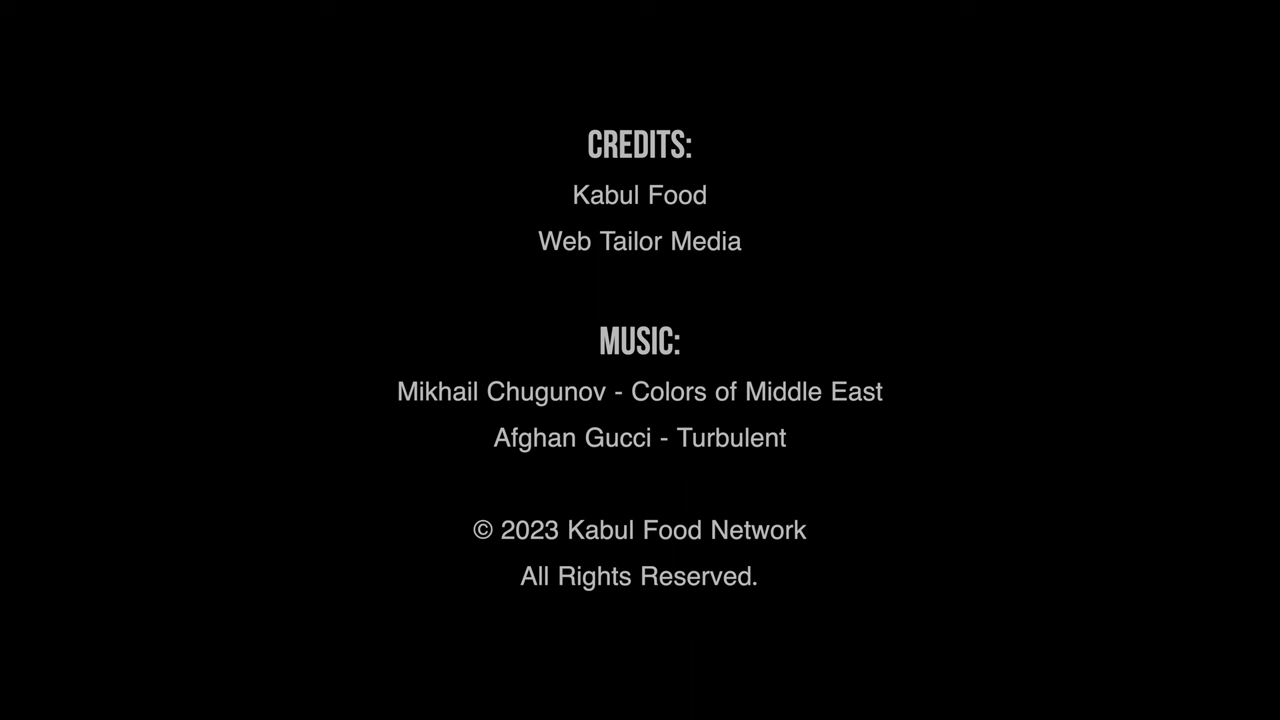 CREDITS:
Kabul Food
Web Tailor Media
MUSIC:
Mikhail Chugunov - Colors of Middle East
Afghan Gucci - Turbulent
© 2023 Kabul Food Network
All Rights Reserved.